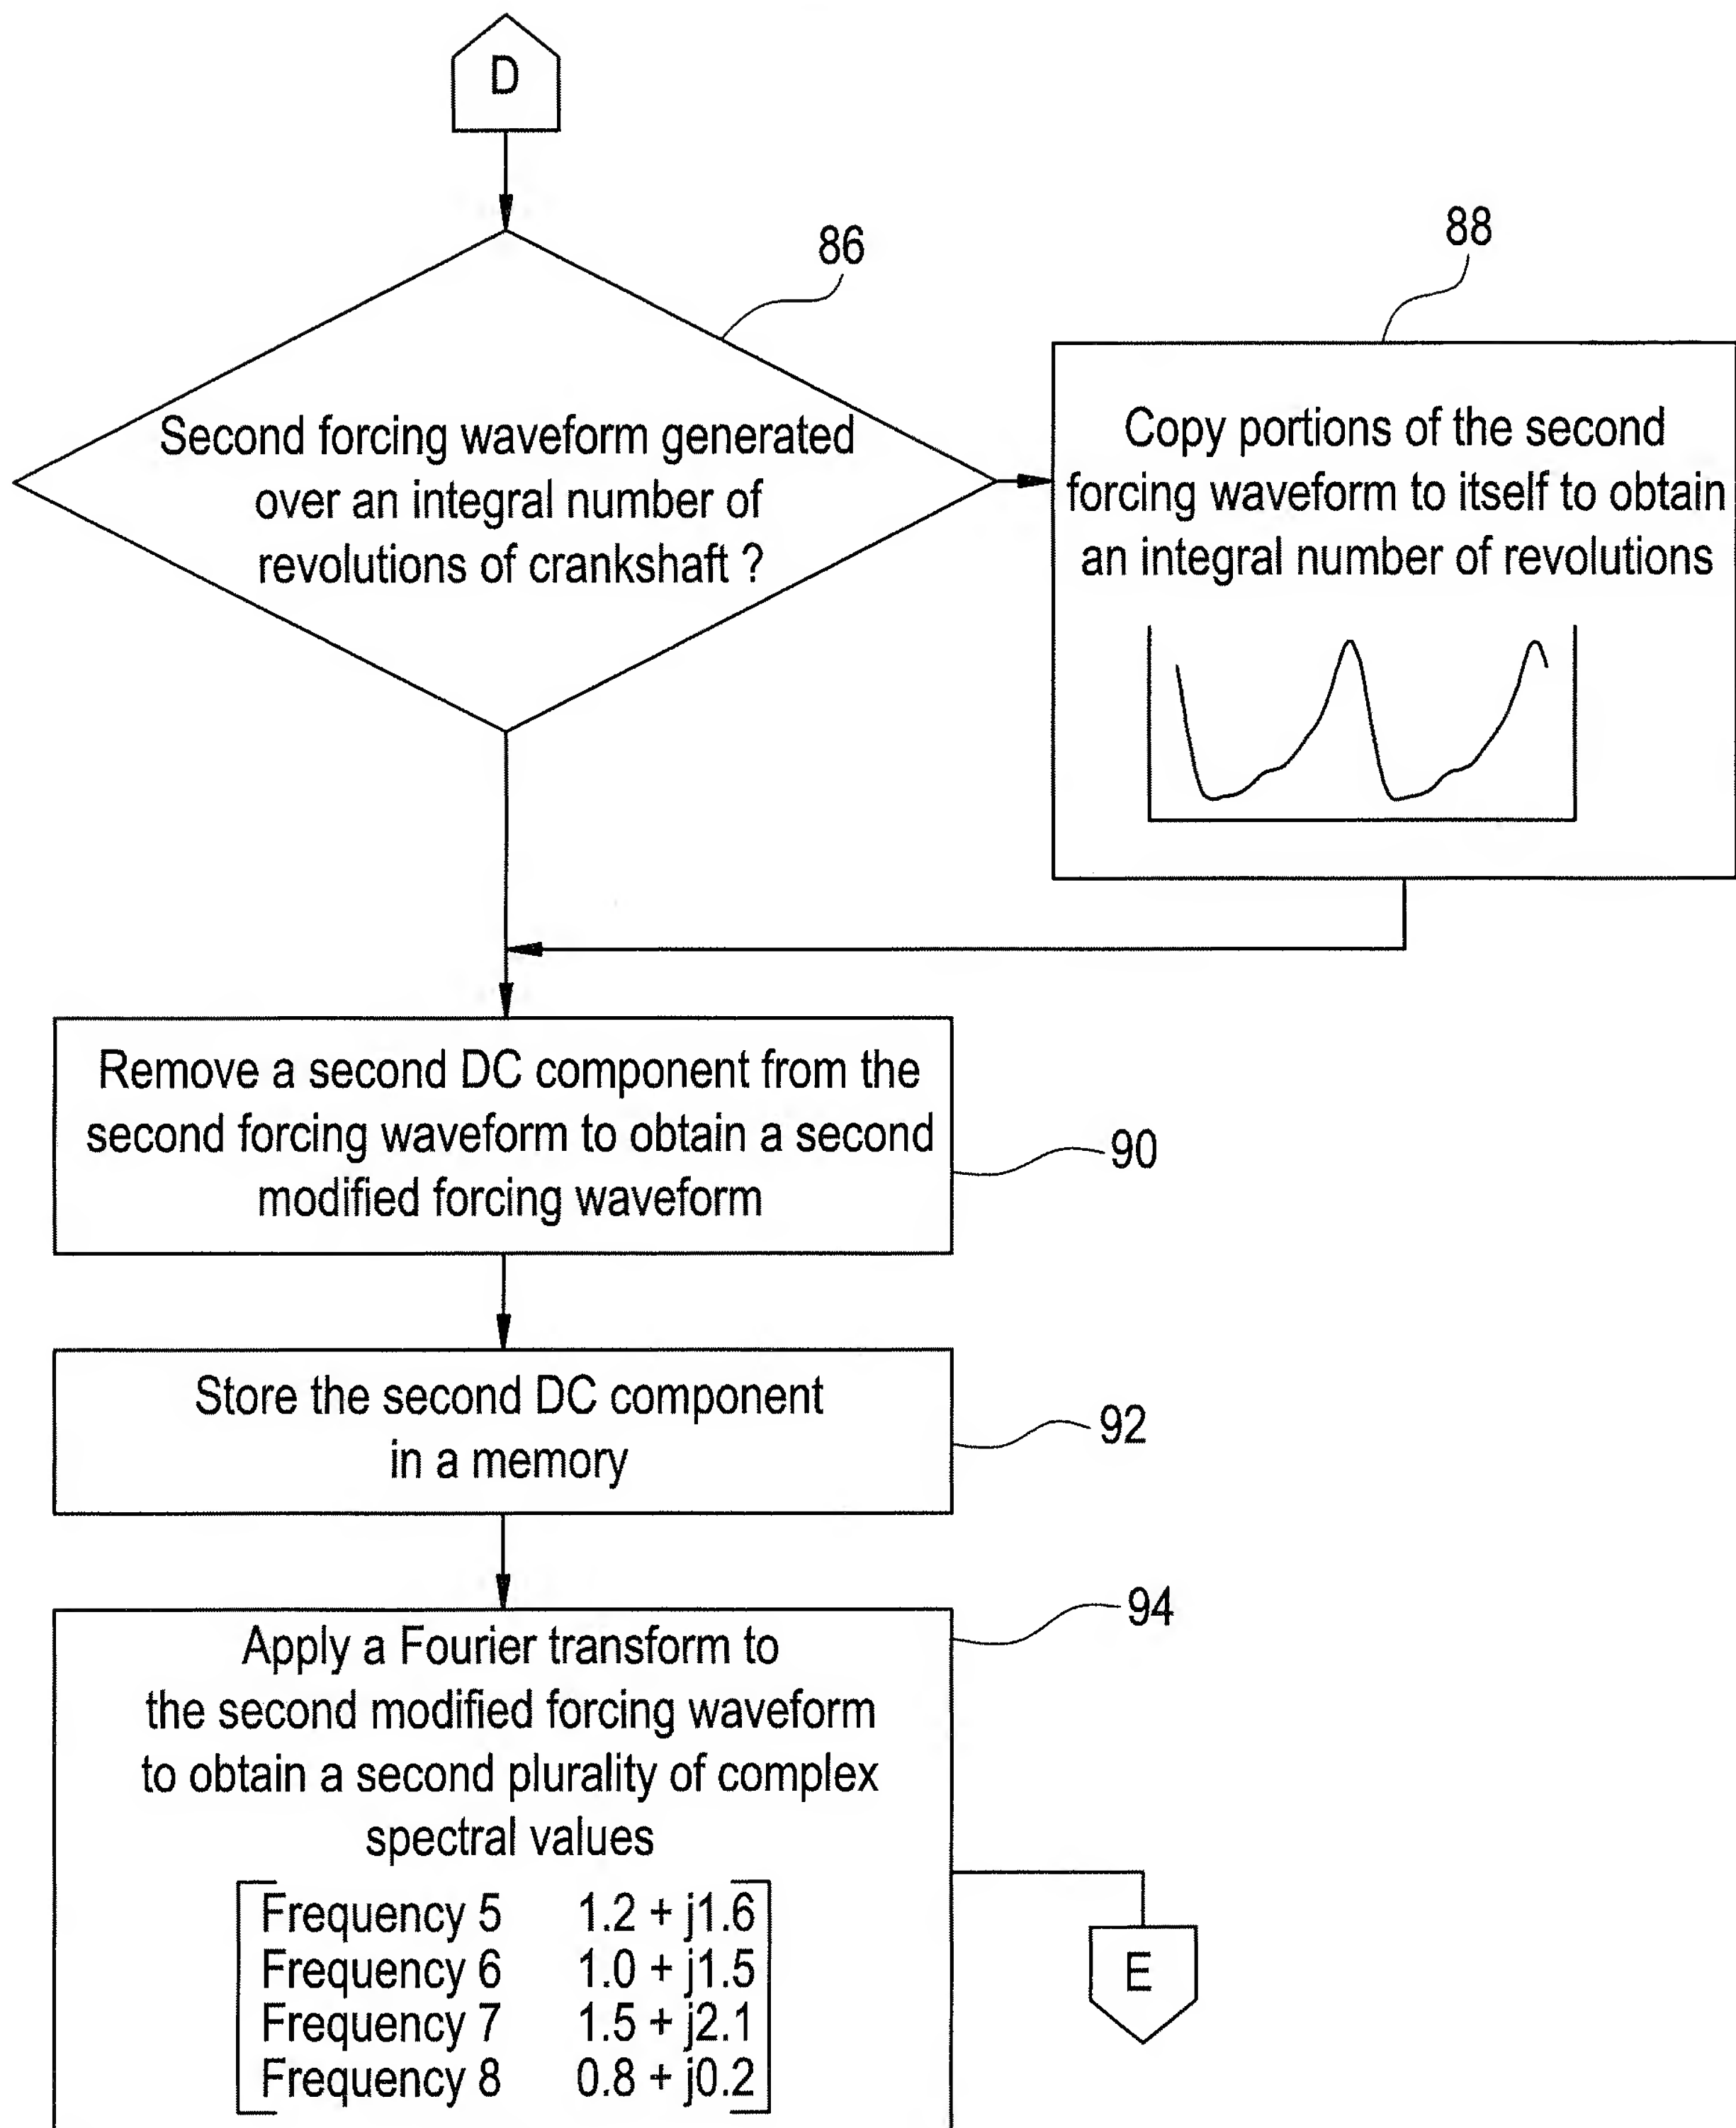 D
86
88
Second forcing waveform generated
over an integral number of
revolutions of crankshaft ?
Copy portions of the second
forcing waveform to itself to obtain
an integral number of revolutions
Remove a second DC component from the
second forcing waveform to obtain a second
modified forcing waveform
90
Store the second DC component
in a memory
92
94
Apply a Fourier transform to
the second modified forcing waveform
to obtain a second plurality of complex
spectral values
Frequency 5 1.2 + j1.6
Frequency 6 1.0 + j1.5
Frequency 7 1.5 + j2.1
Frequency 8 0.8 + j0.2
E